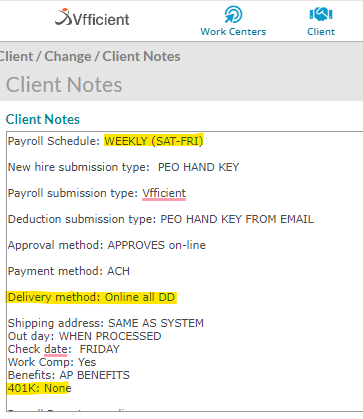 Vfficient
Work Centers
Client
Client / Change / Client Notes
Client Notes
Client Notes
Payroll Schedule: WEEKLY (SAT-FRI)
New hire submission type: PEO HAND KEY
Payroll submission type: Vfficient
Deduction submission type: PEO HAND KEY FROM EMAIL
Approval method: APPROVES on-line
Payment method: ACH
Delivery method: Online all DD
Shipping address: SAME AS SYSTEM
Out day: WHEN PROCESSED
Check date: FRIDAY
Work Comp: Yes
Benefits: AP BENEFITS
401K: None